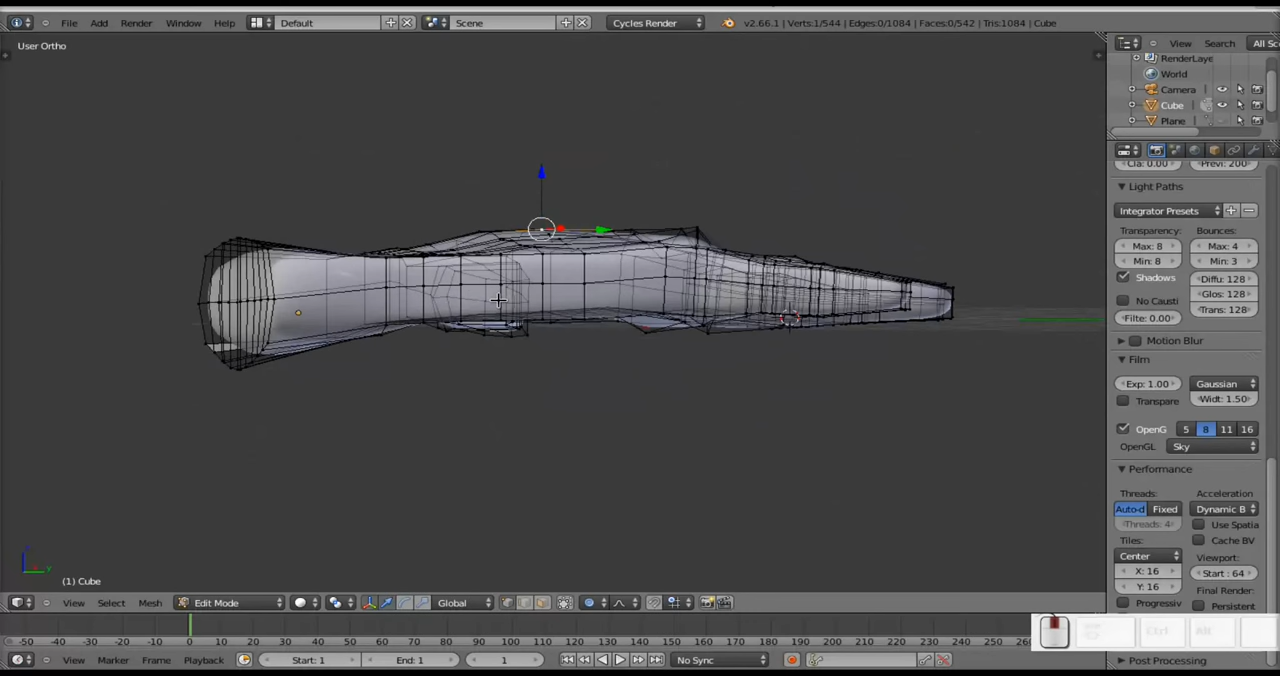 File Add Render Window Help Default Scene Cycles Render v2.66.1 | Verts:1/544 | Edges:0/1084 | Faces:0/542 | Tris:1084 | Cube
User Ortho
View Search All Sc
RenderLaye
World
Camera
Cube
Plane
Cla: 0.00 Previ: 200
Light Paths
Integrator Presets
Transparency: Bounces:
Max: 8 Max: 4
Min: 8 Min: 3
Shadows Diffu: 128
No Causti Glos: 128
Filte: 0.00 Trans: 128
Motion Blur
Film
Exp: 1.00 Gaussian
Transpare Widt: 1.50
OpenG 5 8 11 16
OpenGL Sky
Performance
Threads: Acceleration
Auto-d Fixed Dynamic B
Threads: 4 Use Spatia
Tiles: Cache BV
Center Viewport:
X: 16 Start : 64
Y: 16 Final Render:
Progressiv Persistent
(1) Cube
View Select Mesh Edit Mode Global
-50 -40 -30 -20 -10 0 10 20 30 40 50 60 70 80 90 100 110 120 130 140 150 160 170 180 190 200 210 220 230 240 250 260
Ctrl Alt
View Marker Frame Playback Start: 1 End: 1 1 No Sync
Post Processing